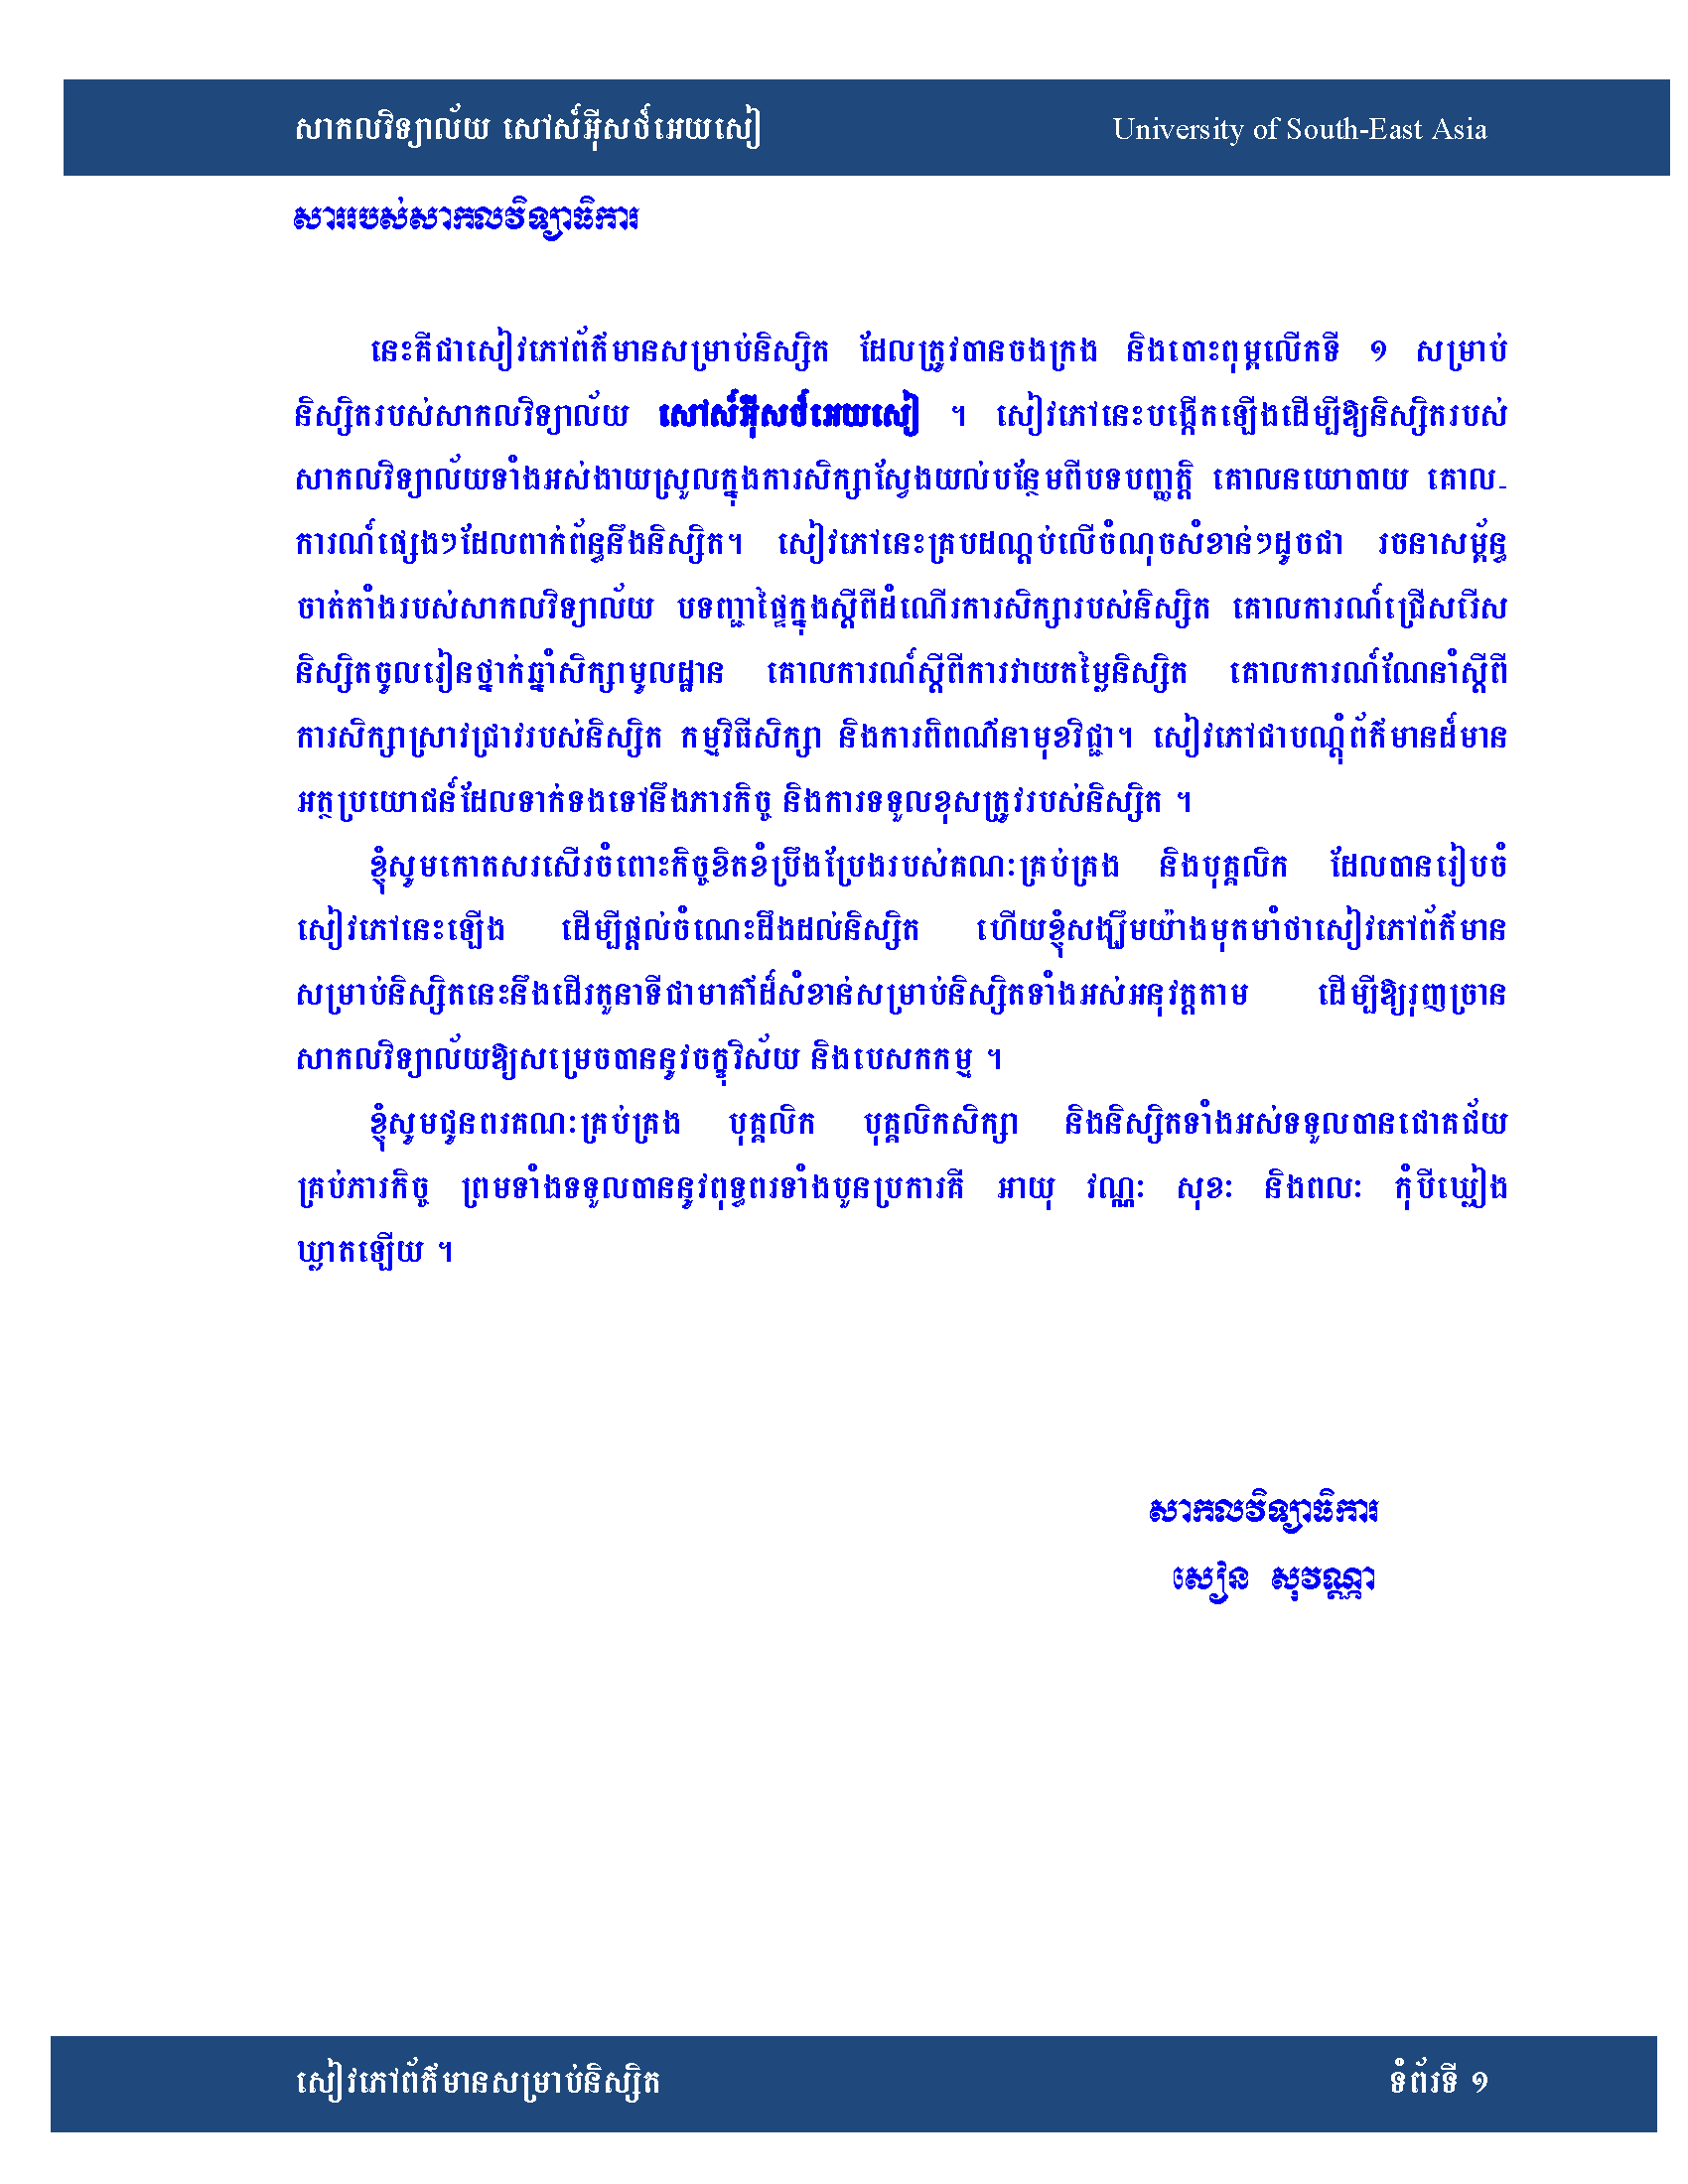 សាកលវិទ្យាល័យ សៅស៍អ៊ីសថ៍អេយសៀ University of South-East Asia
សាររបស់សាកលវិទ្យាធិការ
នេះគឺជាសៀវភៅព័ត៌មានសម្រាប់និស្សិត ដែលត្រូវបានចងក្រង និងបោះពុម្ពលើកទី ១ សម្រាប់
និស្សិតរបស់សាកលវិទ្យាល័យ សៅស៍អ៊ីសថ៍អេយសៀ ។ សៀវភៅនេះបង្កើតឡើងដើម្បីឱ្យនិស្សិតរបស់
សាកលវិទ្យាល័យទាំងអស់ងាយស្រួលក្នុងការសិក្សាស្វែងយល់បន្ថែមពីបទបញ្ញត្តិ គោលនយោបាយ គោល-
ការណ៍ផ្សេងៗដែលពាក់ព័ន្ធនឹងនិស្សិត។ សៀវភៅនេះគ្របដណ្តប់លើចំណុចសំខាន់ៗដូចជា រចនាសម្ព័ន្ធ
ចាត់តាំងរបស់សាកលវិទ្យាល័យ បទបញ្ជាផ្ទៃក្នុងស្តីពីដំណើរការសិក្សារបស់និស្សិត គោលការណ៍ជ្រើសរើស
និស្សិតចូលរៀនថ្នាក់ឆ្នាំសិក្សាមូលដ្ឋាន គោលការណ៍ស្តីពីការវាយតម្លៃនិស្សិត គោលការណ៍ណែនាំស្តីពី
ការសិក្សាស្រាវជ្រាវរបស់និស្សិត កម្មវិធីសិក្សា និងការពិពណ៌នាមុខវិជ្ជា។ សៀវភៅជាបណ្តុំព័ត៌មានដ៏មាន
អត្ថប្រយោជន៍ដែលទាក់ទងទៅនឹងភារកិច្ច និងការទទួលខុសត្រូវរបស់និស្សិត ។
ខ្ញុំសូមកោតសរសើរចំពោះកិច្ចខិតខំប្រឹងប្រែងរបស់គណៈគ្រប់គ្រង និងបុគ្គលិក ដែលបានរៀបចំ
សៀវភៅនេះឡើង ដើម្បីផ្តល់ចំណេះដឹងដល់និស្សិត ហើយខ្ញុំសង្ឃឹមយ៉ាងមុតមាំថាសៀវភៅព័ត៌មាន
សម្រាប់និស្សិតនេះនឹងដើរតួនាទីជាមាគ៌ាដ៏សំខាន់សម្រាប់និស្សិតទាំងអស់អនុវត្តតាម ដើម្បីឱ្យរុញច្រាន
សាកលវិទ្យាល័យឱ្យសម្រេចបាននូវចក្ខុវិស័យ និងបេសកកម្ម ។
ខ្ញុំសូមជូនពរគណៈគ្រប់គ្រង បុគ្គលិក បុគ្គលិកសិក្សា និងនិស្សិតទាំងអស់ទទួលបានជោគជ័យ
គ្រប់ភារកិច្ច ព្រមទាំងទទួលបាននូវពុទ្ធពរទាំងបួនប្រការគឺ អាយុ វណ្ណៈ សុខៈ និងពលៈ កុំបីឃ្លៀង
ឃ្លាតឡើយ ។
សាកលវិទ្យាធិការ
សៀន សុវណ្ណា
សៀវភៅព័ត៌មានសម្រាប់និស្សិត ទំព័រទី ១